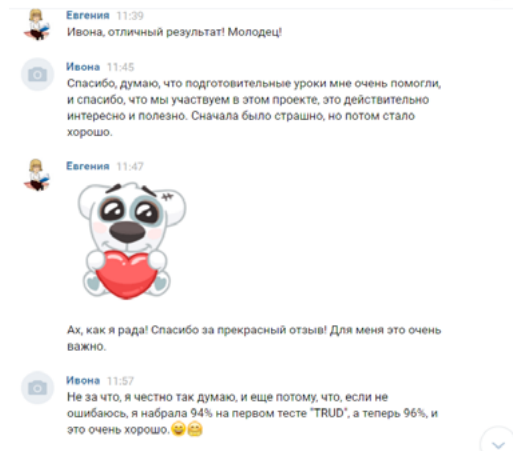 Евгения 11:39
Ивона, отличный результат! Молодец!
Ивона 11:45
Спасибо, думаю, что подготовительные уроки мне очень помогли,
и спасибо, что мы участвуем в этом проекте, это действительно
интересно и полезно. Сначала было страшно, но потом стало
хорошо.
Евгения 11:47
Ах, как я рада! Спасибо за прекрасный отзыв! Для меня это очень
важно.
Ивона 11:57
Не за что, я честно так думаю, и еще потому, что, если не
ошибаюсь, я набрала 94% на первом тесте "TRUD", а теперь 96%, и
это очень хорошо.